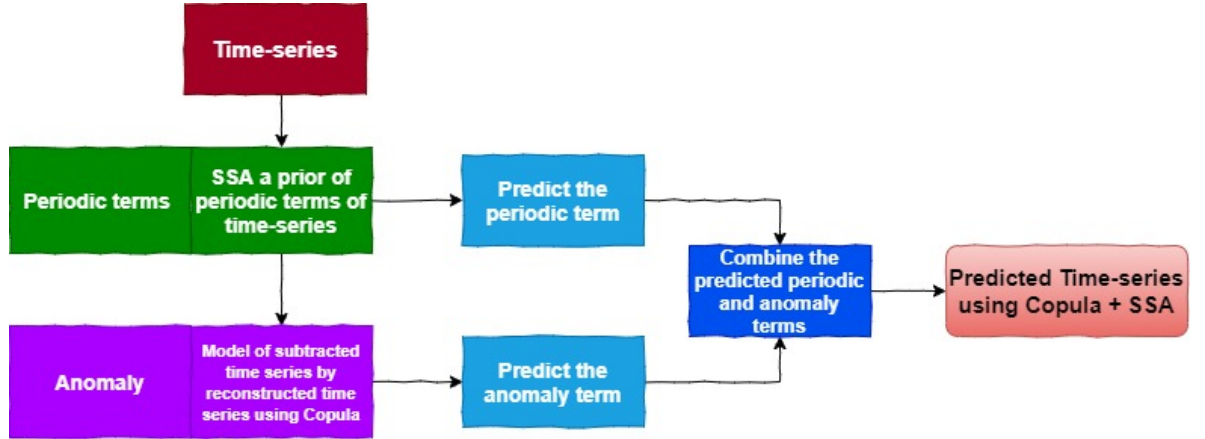 Time-series
Periodic terms
SSA a prior of
periodic terms of
time-series
Predict the
periodic term
Combine the
predicted periodic
and anomaly
terms
Predicted Time-series
using Copula + SSA
Anomaly
Model of subtracted
time series by
reconstructed time
series using Copula
Predict the
anomaly term